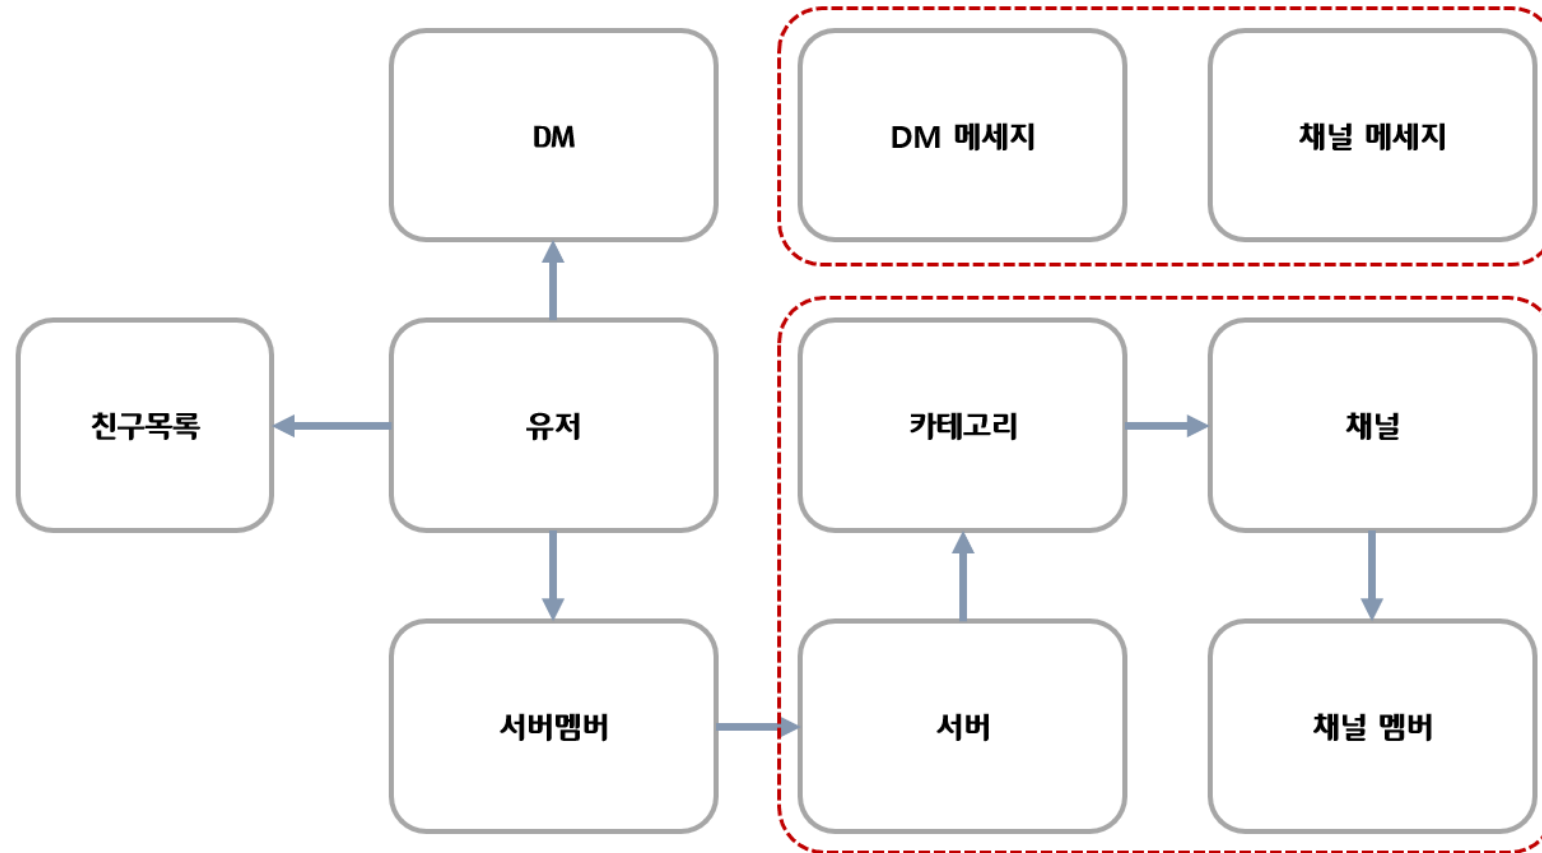 DM
DM 메세지
채널 메세지
친구목록
유저
카테고리
채널
서버멤버
서버
채널 멤버